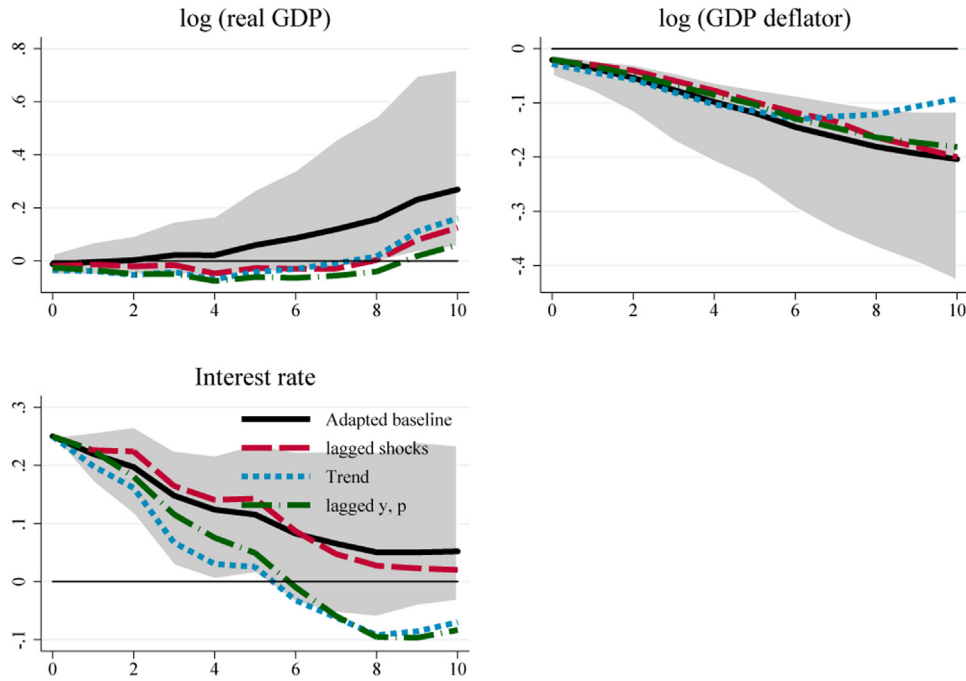 log (real GDP)
.8
.6
.4
.2
0
0 2 4 6 8 10
log (GDP deflator)
0
-.1
-.2
-.3
-.4
0 2 4 6 8 10
Interest rate
.3
.2
.1
0
-.1
0 2 4 6 8 10
Adapted baseline
lagged shocks
Trend
lagged y, p